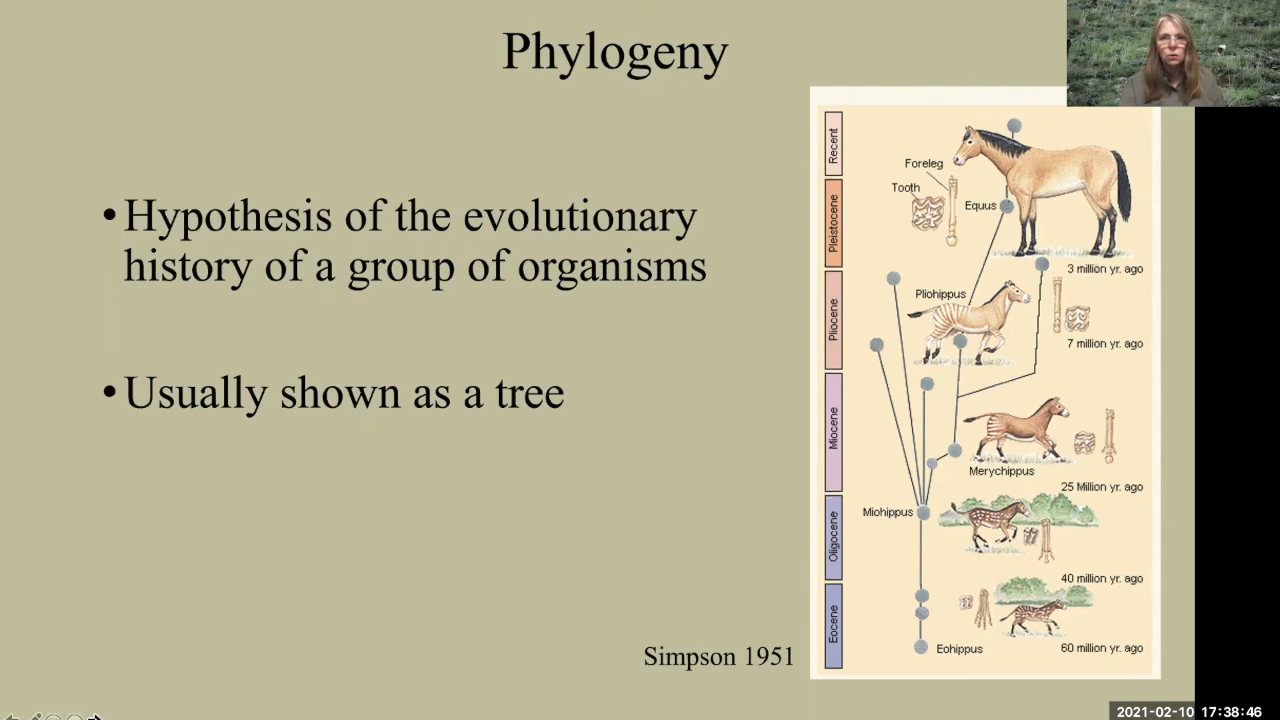 Phylogeny
• Hypothesis of the evolutionary
history of a group of organisms
• Usually shown as a tree
Simpson 1951
Recent
Foreleg
Tooth
Pleistocene
Equus
3 million yr. ago
Pliocene
Pliohippus
7 million yr. ago
Miocene
Merychippus
25 Million yr. ago
Miohippus
Oligocene
40 million yr. ago
Eocene
Eohippus
60 million yr. ago
2021-02-10 17:38:46